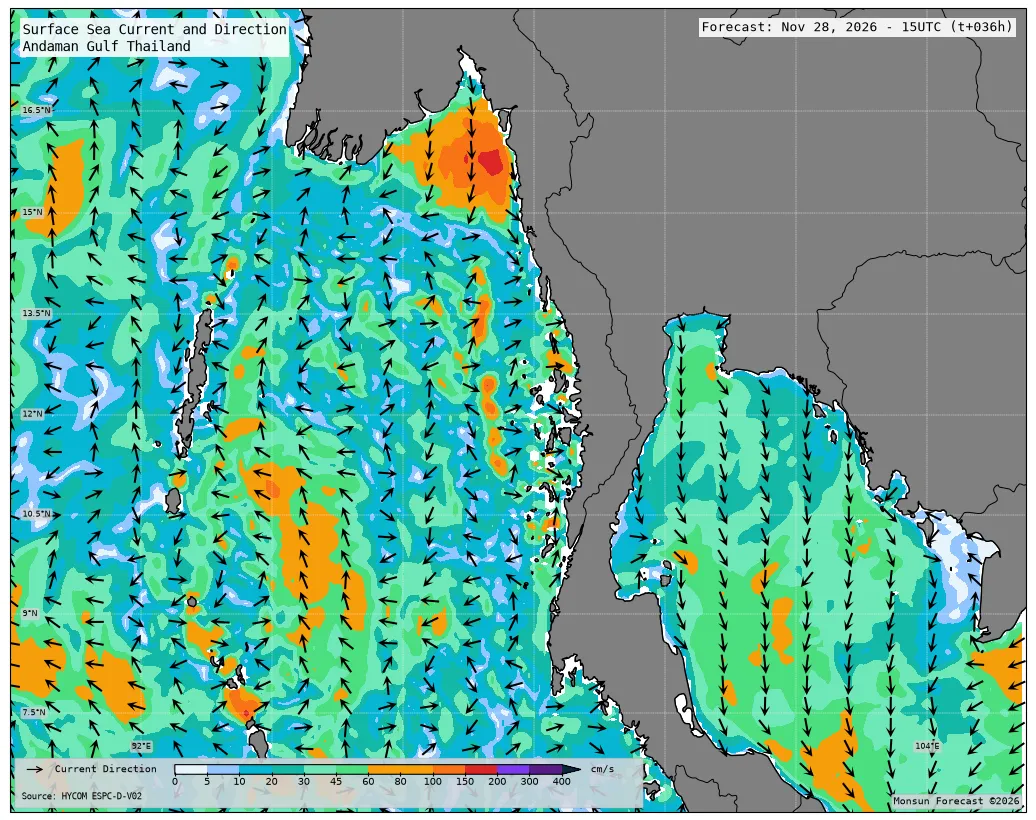 Surface Sea Current and Direction
Andaman Gulf Thailand
Forecast: Nov 28, 2026 - 15UTC (t+036h)
16.5°N
15°N
13.5°N
12°N
10.5°N
9°N
7.5°N
92°E
104°E
Current Direction
0 5 10 20 30 45 60 80 100 150 200 300 400 cm/s
Source: HYCOM ESPC-D-V02
Monsun Forecast ©2026